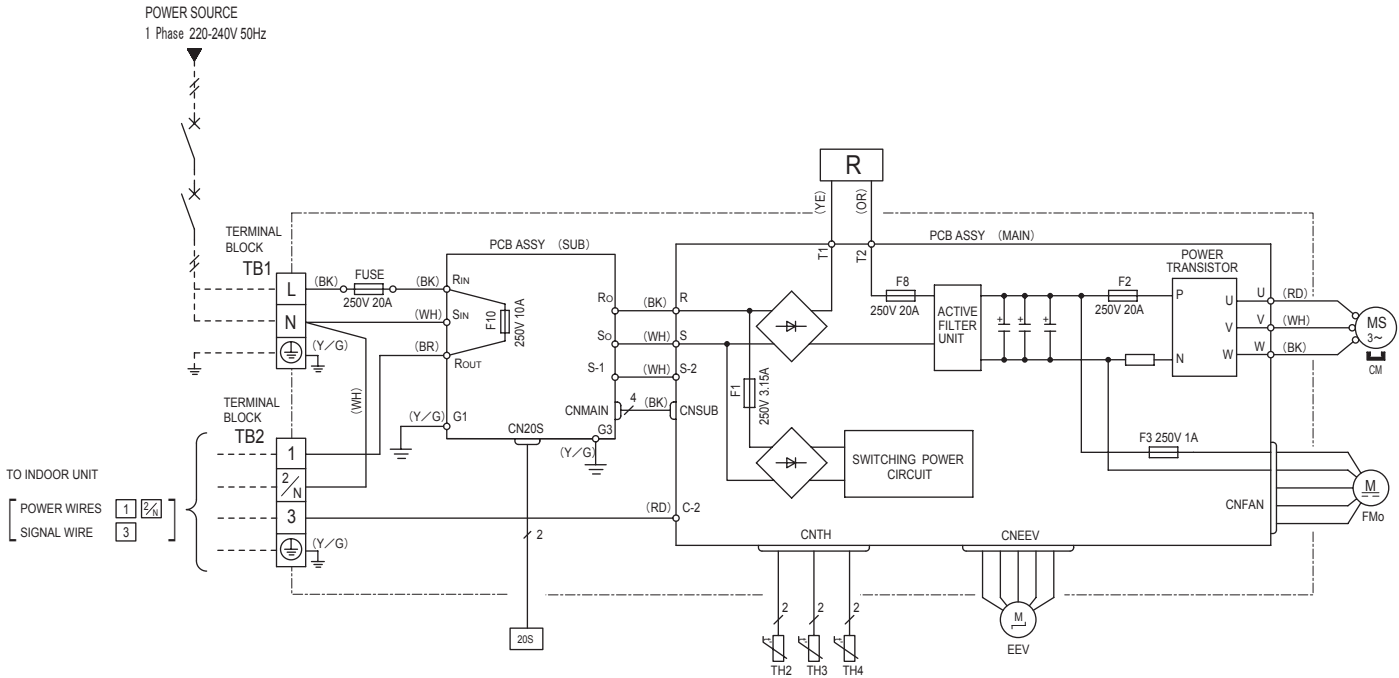 POWER SOURCE
1 Phase 220-240V 50Hz
R
(YE)
(OR)
T1
T2
TERMINAL
BLOCK
TB1
L
N
(BK)
FUSE
250V 20A
(BK)
(WH)
(Y/G)
(BR)
(WH)
PCB ASSY (SUB)
RIN
SIN
ROUT
F10
250V 10A
RO
SO
S-1
CNMAIN
4
(Y/G)
G1
CN20S
G3
(Y/G)
(BK)
(WH)
(WH)
(BK)
PCB ASSY (MAIN)
R
S
S-2
CNSUB
F1
250V 3.15A
F8
250V 20A
ACTIVE
FILTER
UNIT
+
+
+
F2
250V 20A
POWER
TRANSISTOR
P
N
U
V
W
U
V
W
(RD)
(WH)
(BK)
MS
3~
CM
SWITCHING POWER
CIRCUIT
F3 250V 1A
CNFAN
M
FMo
TERMINAL
BLOCK
TB2
1
2/N
3
(Y/G)
TO INDOOR UNIT
POWER WIRES 1 2/N
SIGNAL WIRE 3
(RD)
C-2
2
20S
CNTH
2
2
2
TH2
TH3
TH4
CNEEV
M
EEV